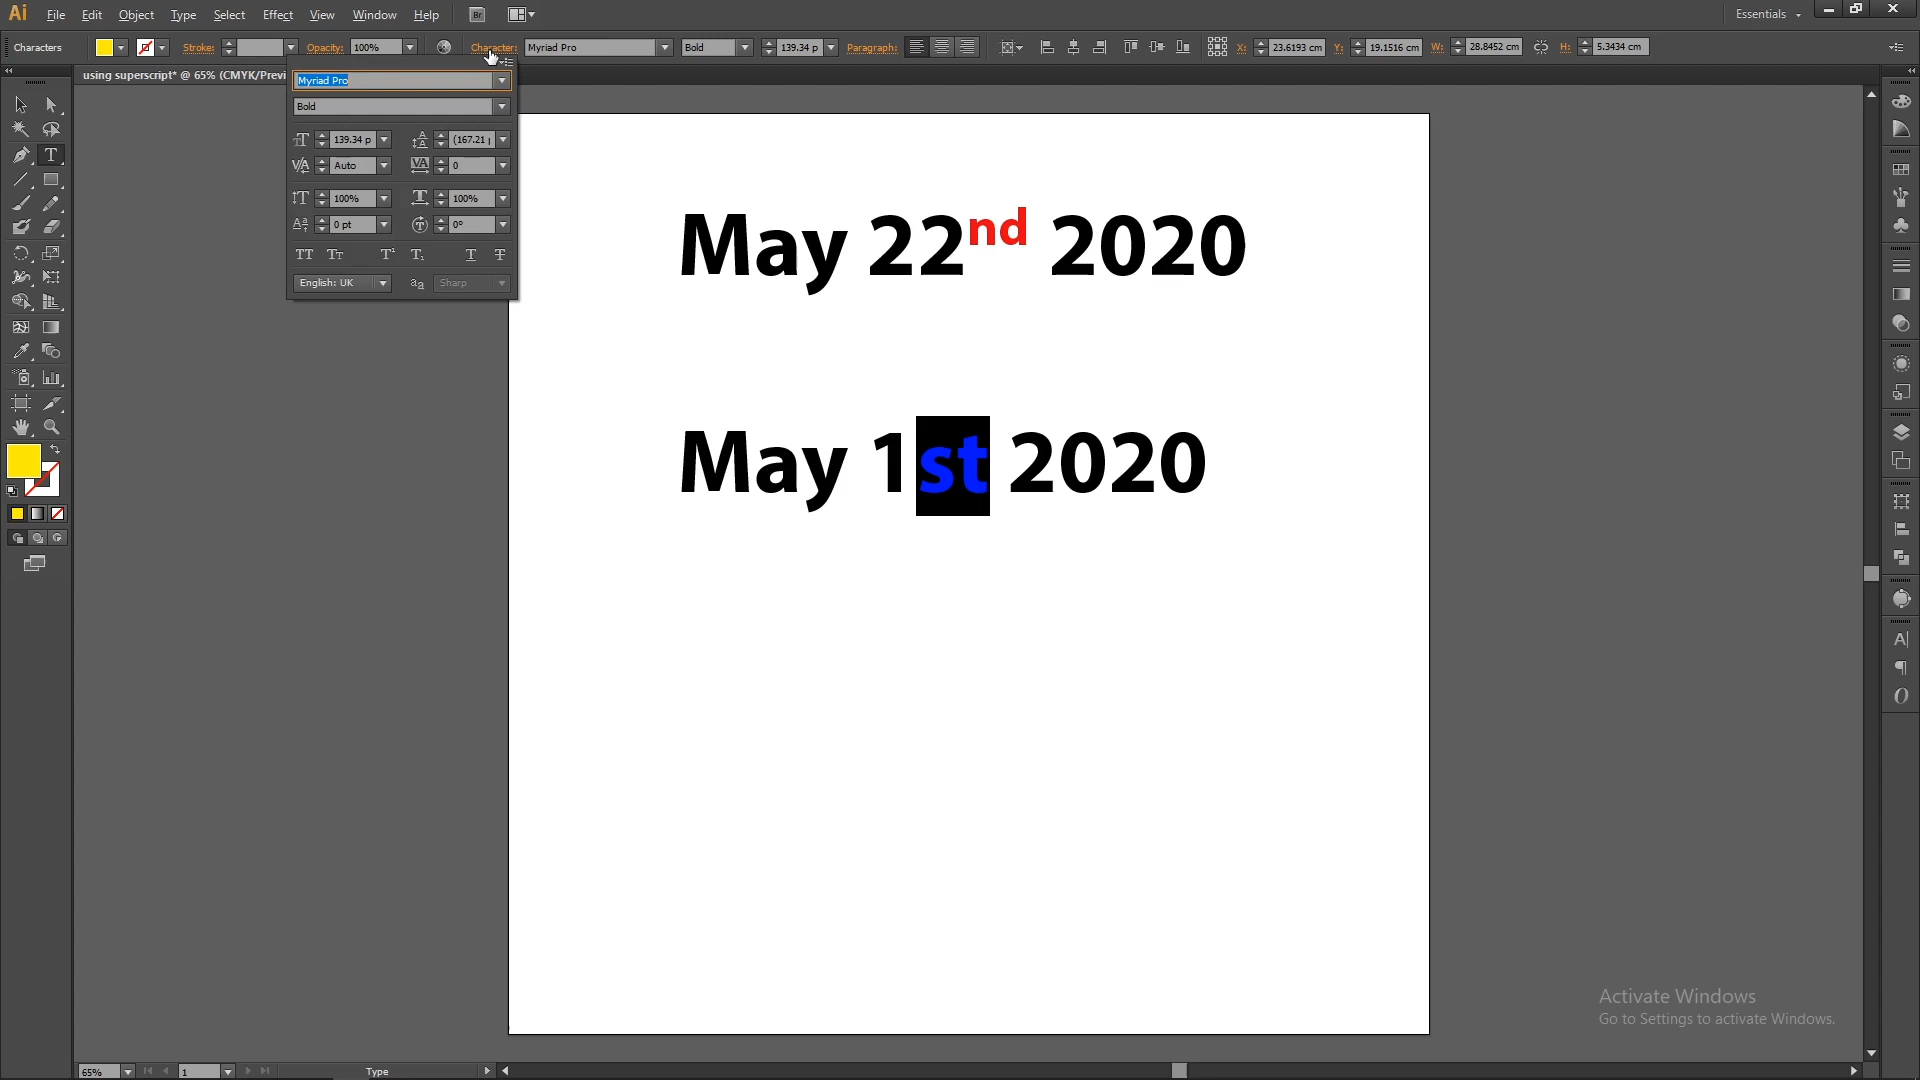 Ai File Edit Object Type Select Effect View Window Help Br Essentials
Characters Stroke: Opacity: 100% Character: Myriad Pro Bold 139.34 p Paragraph: X: 23.6193 cm Y: 19.1516 cm W: 28.8452 cm H: 5.3434 cm
using superscript* @ 65% (CMYK/Previ
Myriad Pro
Bold
139.34 p (167.21
Auto 0
100% 100%
0 pt 0°
English: UK Sharp
May 22nd 2020
May 1st 2020
Activate Windows
Go to Settings to activate Windows.
65% 1 Type